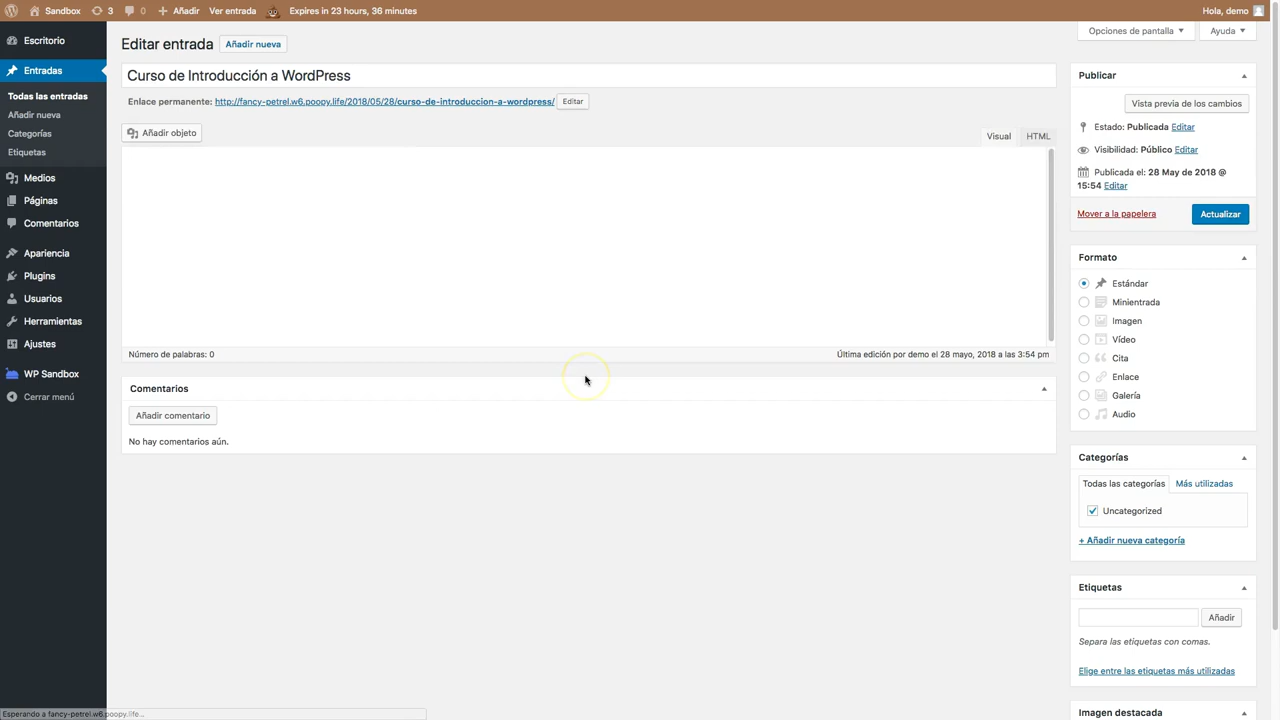 Sandbox 3 0 Añadir Ver entrada Expires in 23 hours, 36 minutes Hola, demo
Escritorio
Entradas
Todas las entradas
Añadir nueva
Categorías
Etiquetas
Medios
Páginas
Comentarios
Apariencia
Plugins
Usuarios
Herramientas
Ajustes
WP Sandbox
Cerrar menú
Opciones de pantalla
Ayuda
Editar entrada
Añadir nueva
Curso de Introducción a WordPress
Enlace permanente: http://fancy-petrel.w6.poopy.life/2018/05/28/curso-de-introduccion-a-wordpress/ Editar
Añadir objeto
Visual
HTML
Número de palabras: 0
Última edición por demo el 28 mayo, 2018 a las 3:54 pm
Comentarios
Añadir comentario
No hay comentarios aún.
Publicar
Vista previa de los cambios
Estado: Publicada Editar
Visibilidad: Público Editar
Publicada el: 28 May de 2018 @
15:54 Editar
Mover a la papelera
Actualizar
Formato
Estándar
Minientrada
Imagen
Vídeo
Cita
Enlace
Galería
Audio
Categorías
Todas las categorías
Más utilizadas
Uncategorized
+ Añadir nueva categoría
Etiquetas
Añadir
Separa las etiquetas con comas.
Elige entre las etiquetas más utilizadas
Imagen destacada
Esperando a fancy-petrel.w6.poopy.life...